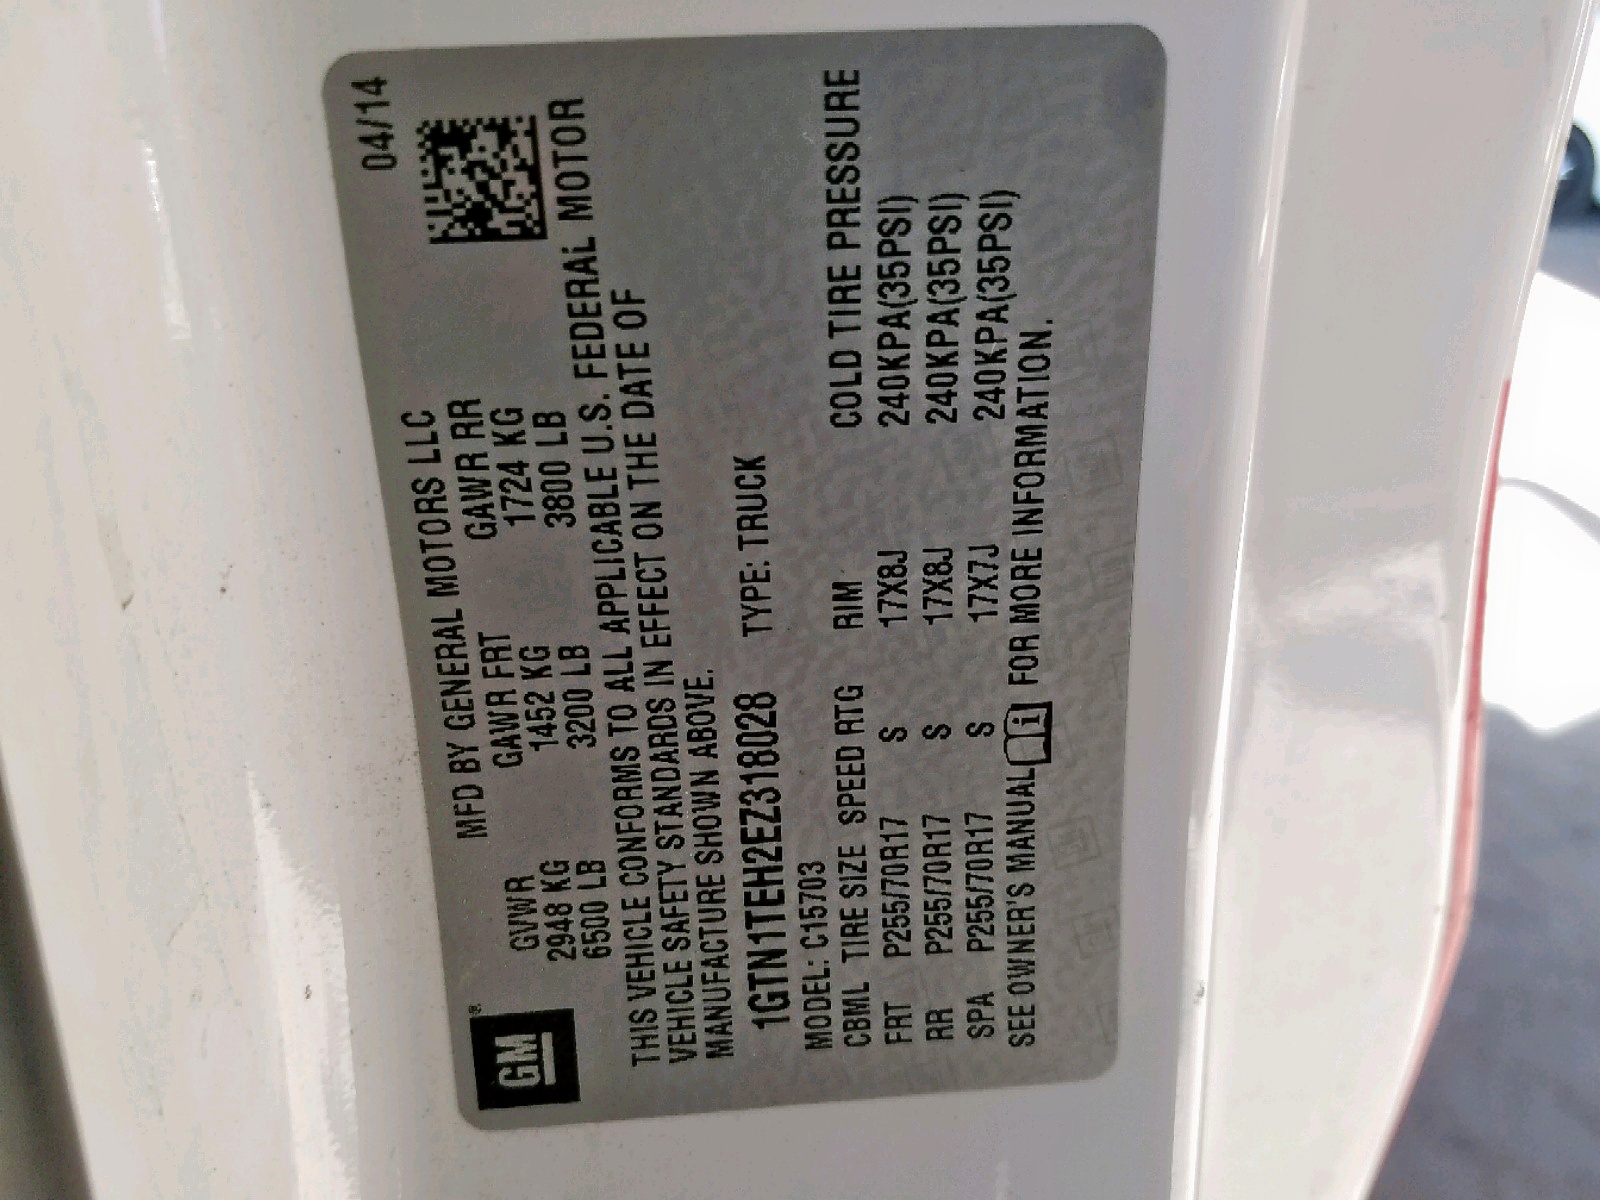 04/14
MFD BY GENERAL MOTORS LLC
GM®
GVWR GAWR FRT GAWR RR
2948 KG 1452 KG 1724 KG
6500 LB 3200 LB 3800 LB
THIS VEHICLE CONFORMS TO ALL APPLICABLE U.S. FEDERAL MOTOR
VEHICLE SAFETY STANDARDS IN EFFECT ON THE DATE OF
MANUFACTURE SHOWN ABOVE.
1GTN1TEH2EZ318028 TYPE: TRUCK
MODEL: C15703
CBML TIRE SIZE SPEED RTG RIM COLD TIRE PRESSURE
FRT P255/70R17 S 17X8J 240KPA(35PSI)
RR P255/70R17 S 17X8J 240KPA(35PSI)
SPA P255/70R17 S 17X7J 240KPA(35PSI)
SEE OWNER'S MANUAL i FOR MORE INFORMATION.